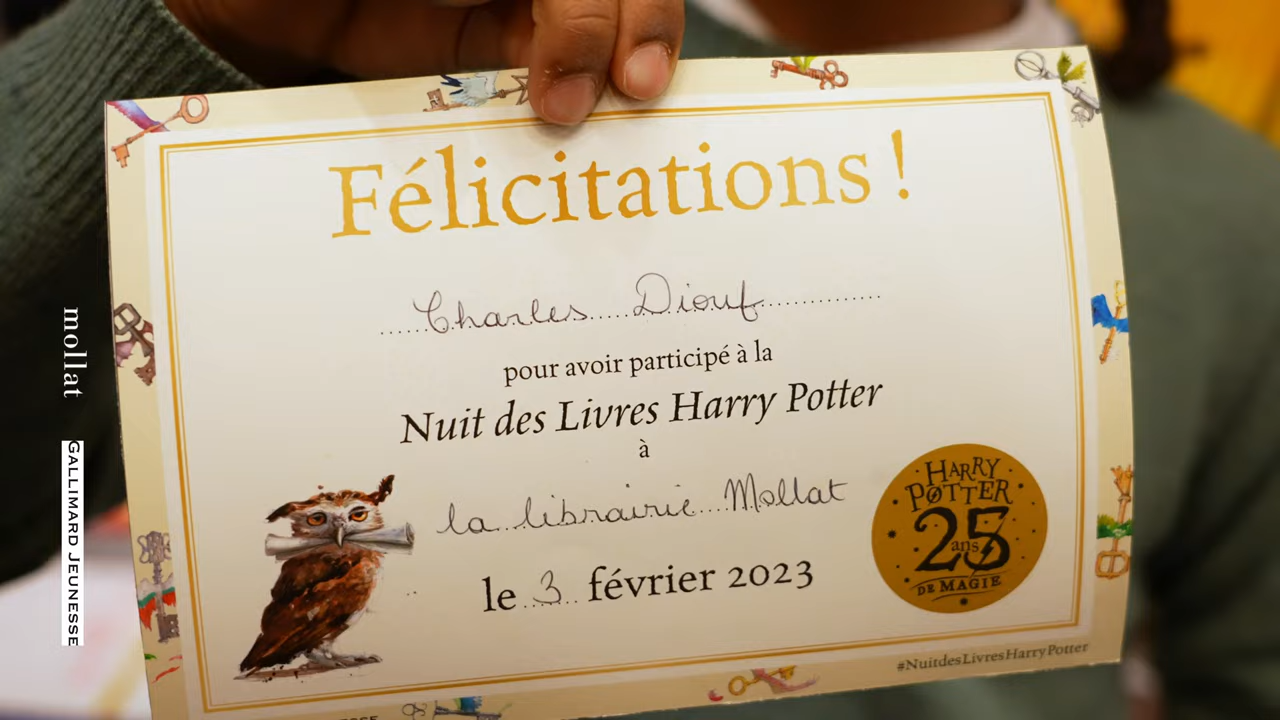 Félicitations !
Charles Diouf
pour avoir participé à la
Nuit des Livres Harry Potter
à
la librairie Mollat
le 3 février 2023
HARRY
POTTER
25
ans
DE MAGIE
#NuitdesLivresHarryPotter
mollat
GALLIMARD JEUNESSE